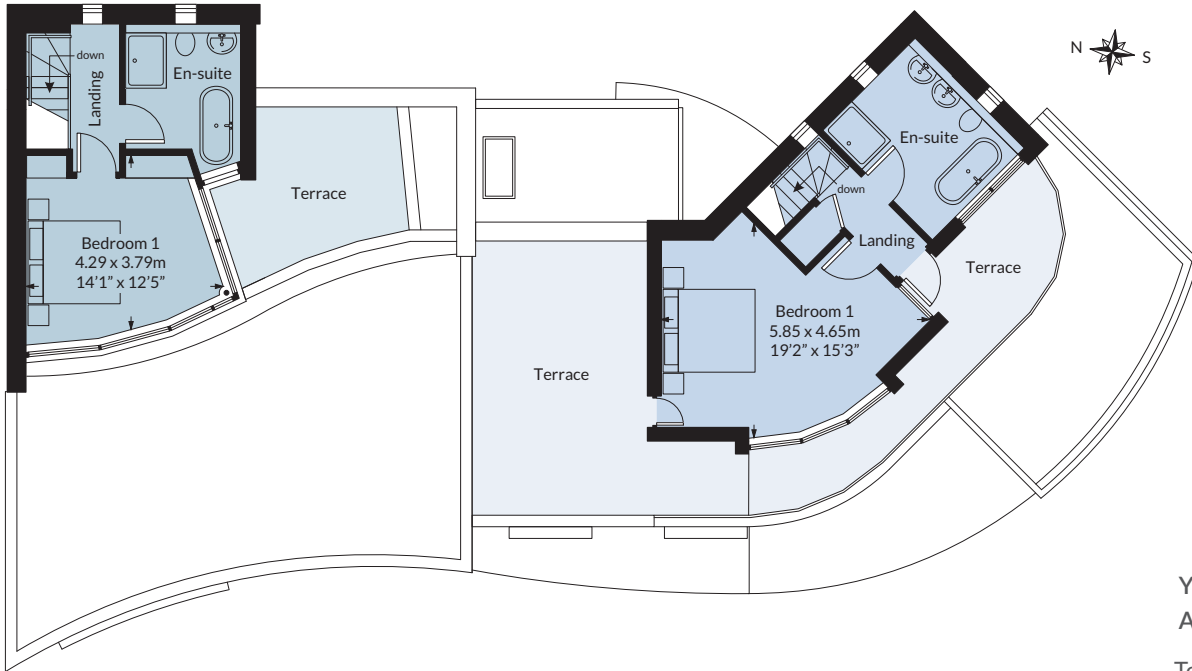 down
Landing
En-suite
Terrace
Bedroom 1
4.29 x 3.79m
14’1” x 12’5”
N
S
En-suite
down
Landing
Terrace
Bedroom 1
5.85 x 4.65m
19’2” x 15’3”
Terrace
Y
A